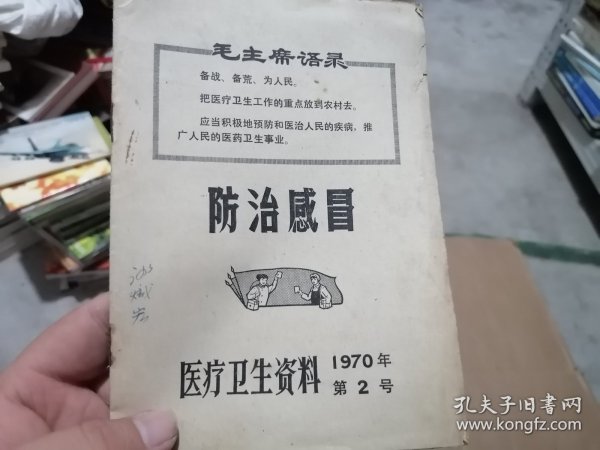 毛主席语录
备战、备荒、为人民。
把医疗卫生工作的重点放到农村去。
应当积极地预防和医治人民的疾病，推
广人民的医药卫生事业。
防治感冒
医疗卫生资料 1970年
第2号
孔夫子旧书网
www.kongfz.com